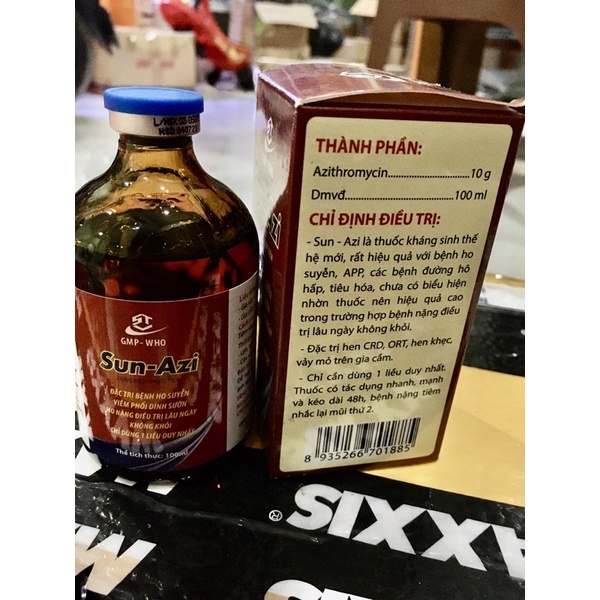 GMP-WHO
Sun-Azi
ĐẶC TRỊ BỆNH HO SUYỄN
VIÊM PHỔI DÍNH SƯỜN
HO NẶNG ĐIỀU TRỊ LÂU NGÀY
KHÔNG KHỎI
CHỈ DÙNG 1 LIỀU DUY NHẤT
Thể tích thực: 100ml
THÀNH PHẦN:
Azithromycin....................10 g
Dmvđ...............................100 ml
CHỈ ĐỊNH ĐIỀU TRỊ:
- Sun - Azi là thuốc kháng sinh thế
hệ mới, rất hiệu quả với bệnh ho
suyễn, APP, các bệnh đường hô
hấp, tiêu hóa, chưa có biểu hiện
nhờn thuốc nên hiệu quả cao
trong trường hợp bệnh nặng điều
trị lâu ngày không khỏi.
- Đặc trị hen CRD, ORT, hen khẹc,
vảy mỏ trên gia cầm.
- Chỉ cần dùng 1 liều duy nhất.
Thuốc có tác dụng nhanh, mạnh
và kéo dài 48h, bệnh nặng tiêm
nhắc lại mũi thứ 2.
8 935266 701885
AXXIS®